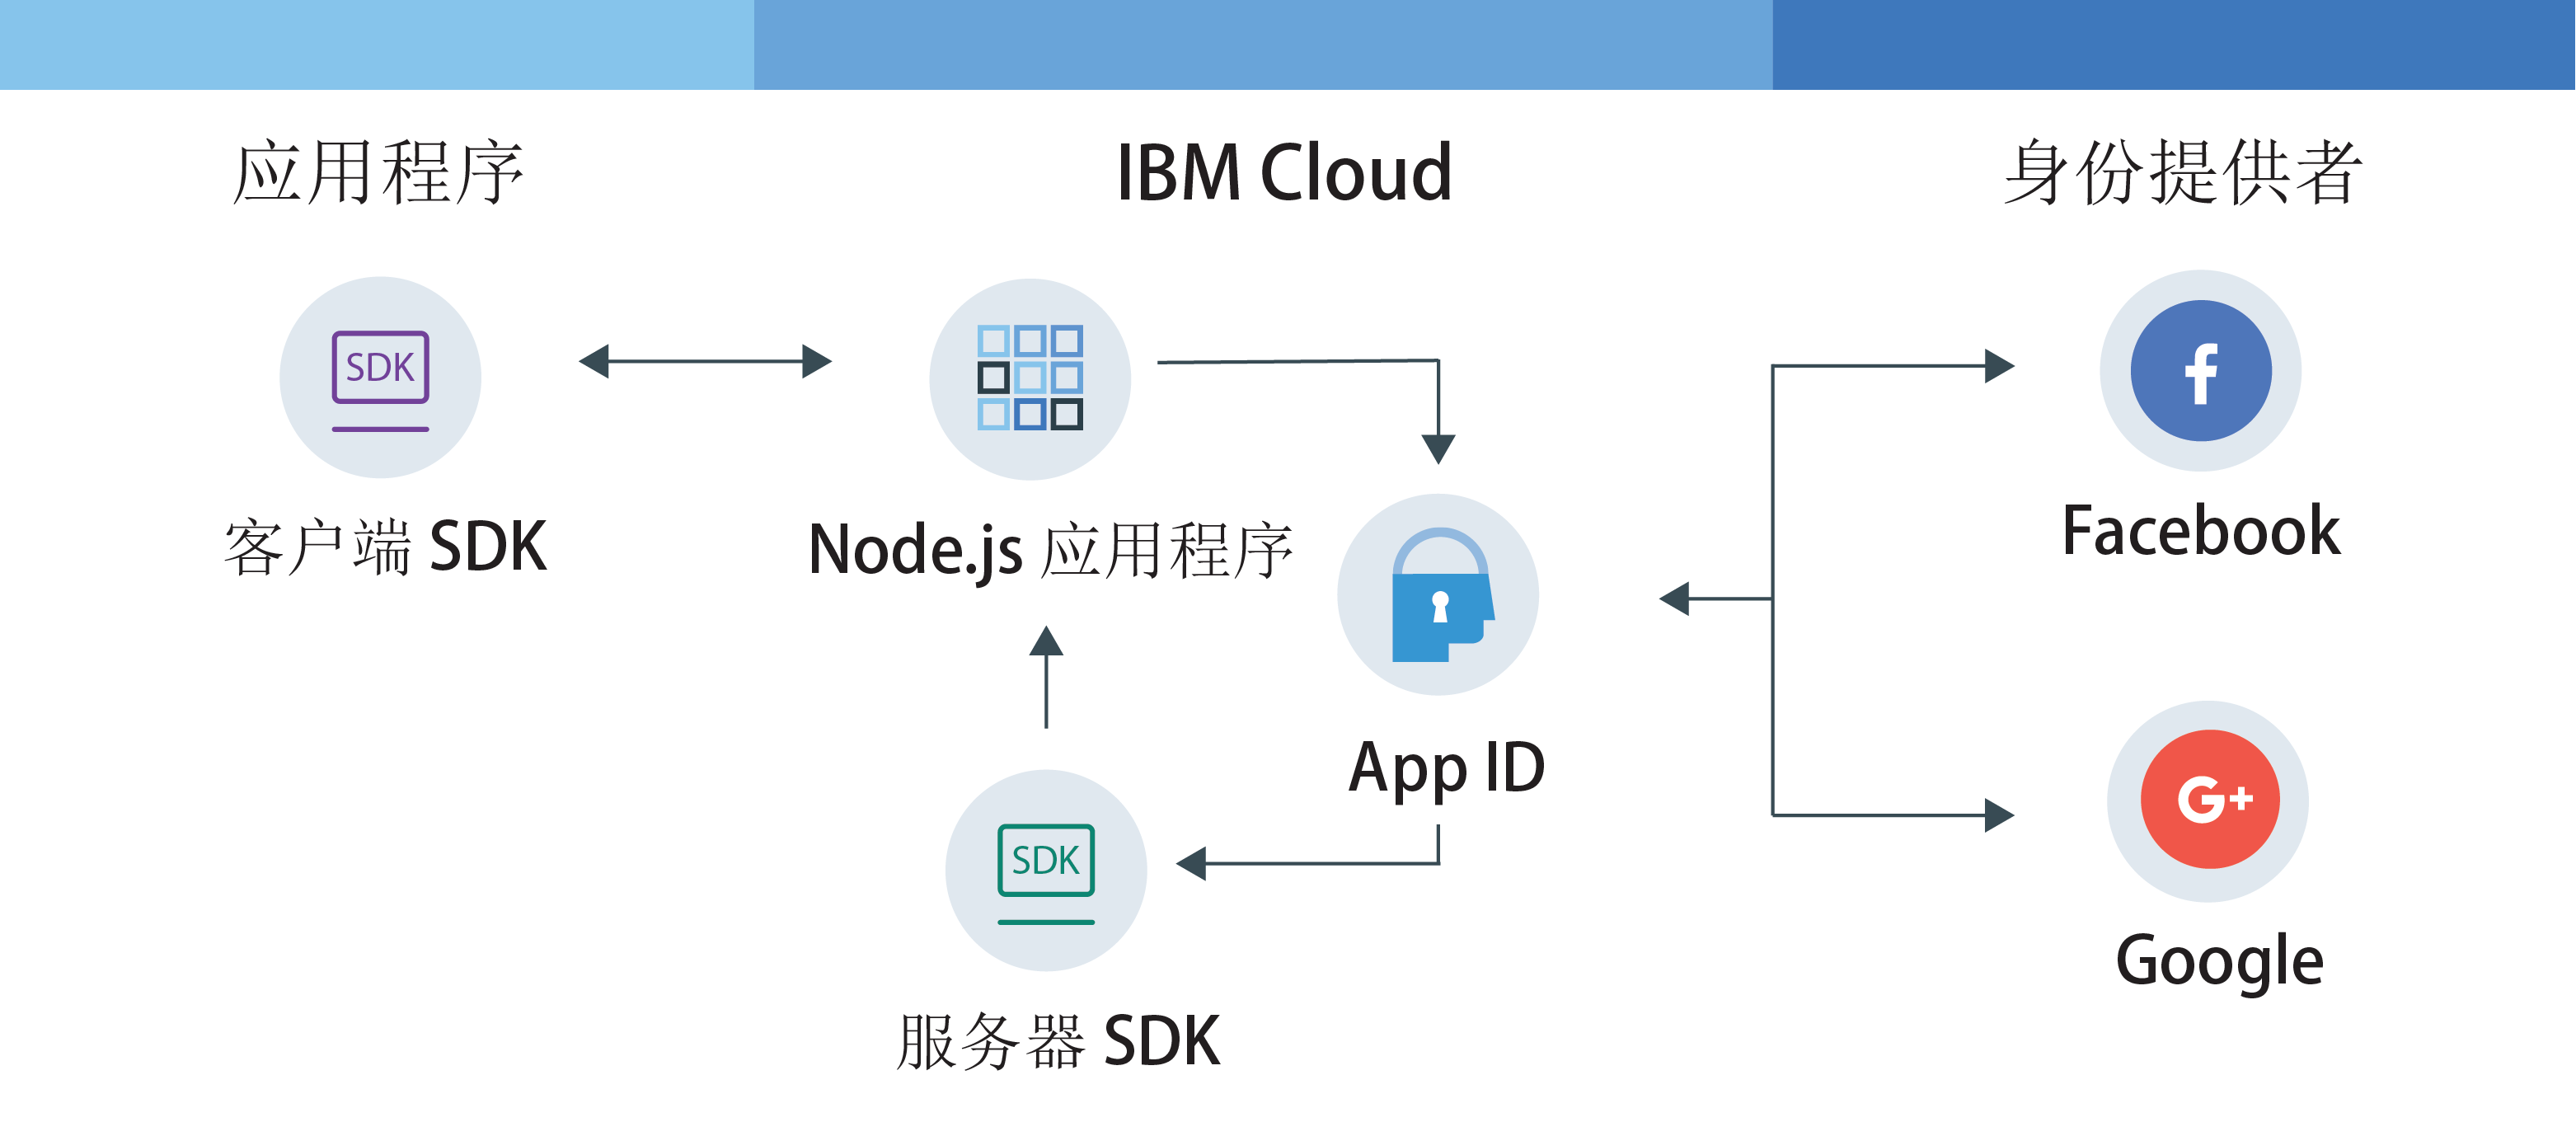 应用程序
IBM Cloud
身份提供者
SDK
客户端 SDK
Node.js 应用程序
Facebook
App ID
SDK
服务器 SDK
G+
Google